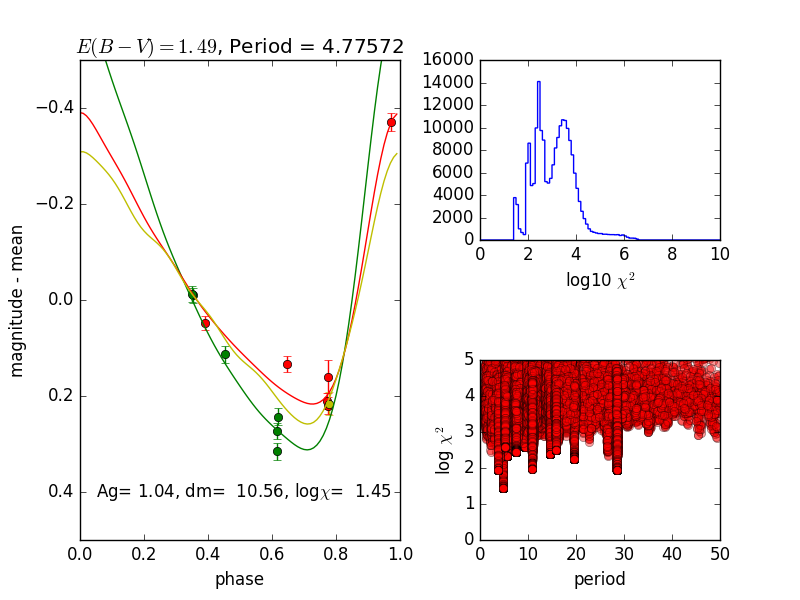 E(B − V) = 1.49, Period = 4.77572
−0.4
−0.2
0.0
0.2
0.4
magnitude - mean
Ag= 1.04, dm= 10.56, logχ= 1.45
0.0 0.2 0.4 0.6 0.8 1.0
phase
16000
14000
12000
10000
8000
6000
4000
2000
0
0 2 4 6 8 10
log10 χ²
5
4
3
2
1
0
log χ²
0 10 20 30 40 50
period